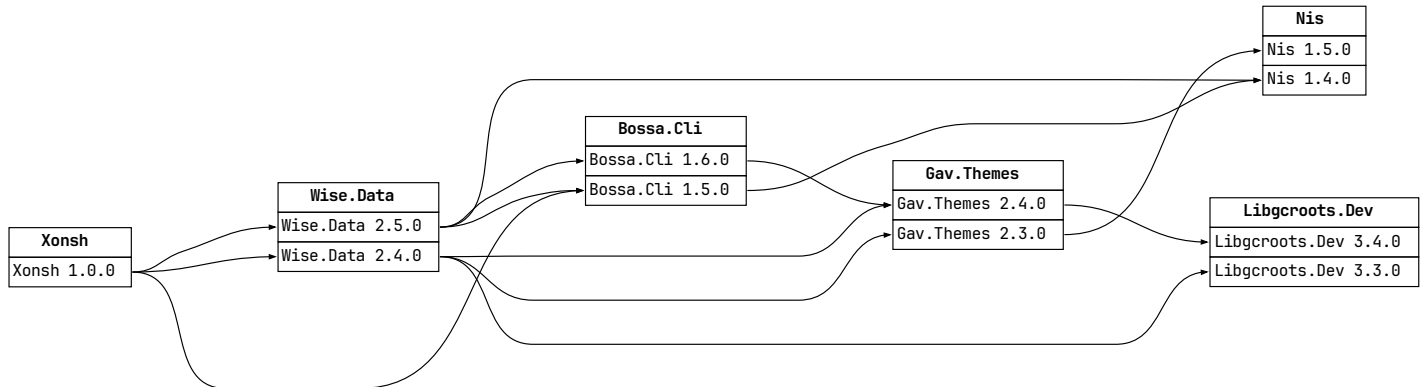 Xonsh
Xonsh 1.0.0
Wise.Data
Wise.Data 2.5.0
Wise.Data 2.4.0
Bossa.Cli
Bossa.Cli 1.6.0
Bossa.Cli 1.5.0
Gav.Themes
Gav.Themes 2.4.0
Gav.Themes 2.3.0
Nis
Nis 1.5.0
Nis 1.4.0
Libgcroots.Dev
Libgcroots.Dev 3.4.0
Libgcroots.Dev 3.3.0